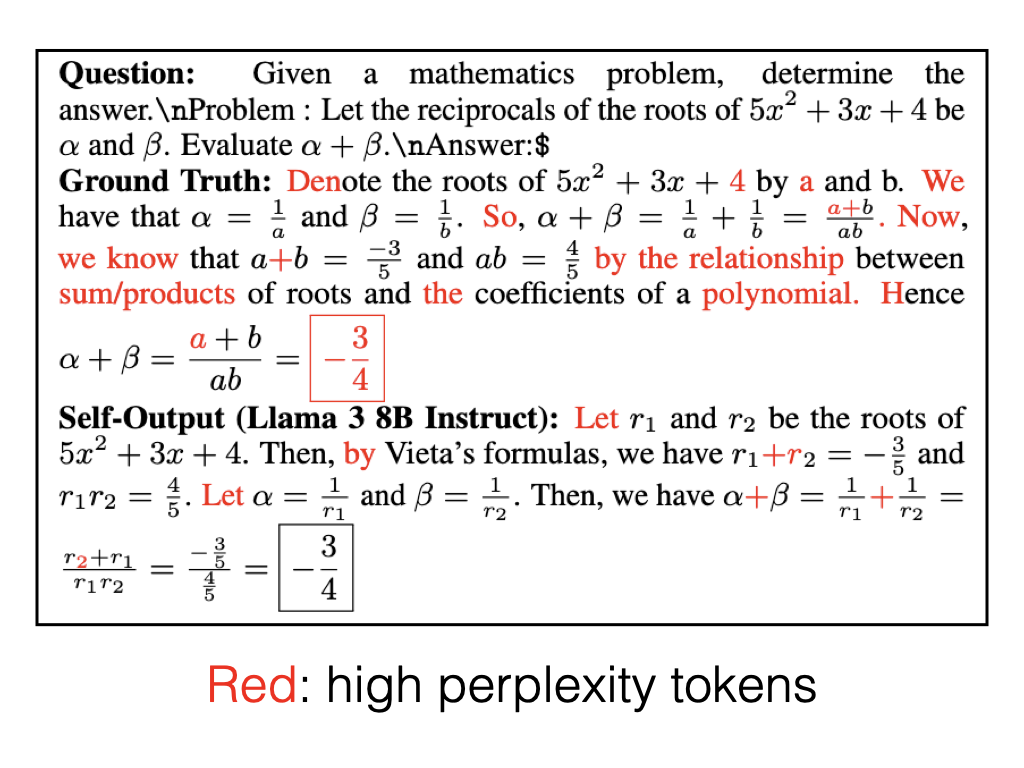 Question: Given a mathematics problem, determine the
answer.\nProblem : Let the reciprocals of the roots of $5x^2 + 3x + 4$ be
$\alpha$ and $\beta$. Evaluate $\alpha + \beta$.\nAnswer:$
Ground Truth: Denote the roots of $5x^2 + 3x + 4$ by a and b. We
have that $\alpha = \frac{1}{a}$ and $\beta = \frac{1}{b}$. So, $\alpha + \beta = \frac{1}{a} + \frac{1}{b} = \frac{a+b}{ab}$. Now,
we know that $a+b = \frac{-3}{5}$ and $ab = \frac{4}{5}$ by the relationship between
sum/products of roots and the coefficients of a polynomial. Hence
$\alpha + \beta = \frac{a+b}{ab} = \boxed{-\frac{3}{4}}$
Self-Output (Llama 3 8B Instruct): Let $r_1$ and $r_2$ be the roots of
$5x^2 + 3x + 4$. Then, by Vieta's formulas, we have $r_1+r_2 = -\frac{3}{5}$ and
$r_1r_2 = \frac{4}{5}$. Let $\alpha = \frac{1}{r_1}$ and $\beta = \frac{1}{r_2}$. Then, we have $\alpha+\beta = \frac{1}{r_1}+\frac{1}{r_2} =$
$\frac{r_2+r_1}{r_1r_2} = \frac{-\frac{3}{5}}{\frac{4}{5}} = \boxed{-\frac{3}{4}}$
Red: high perplexity tokens